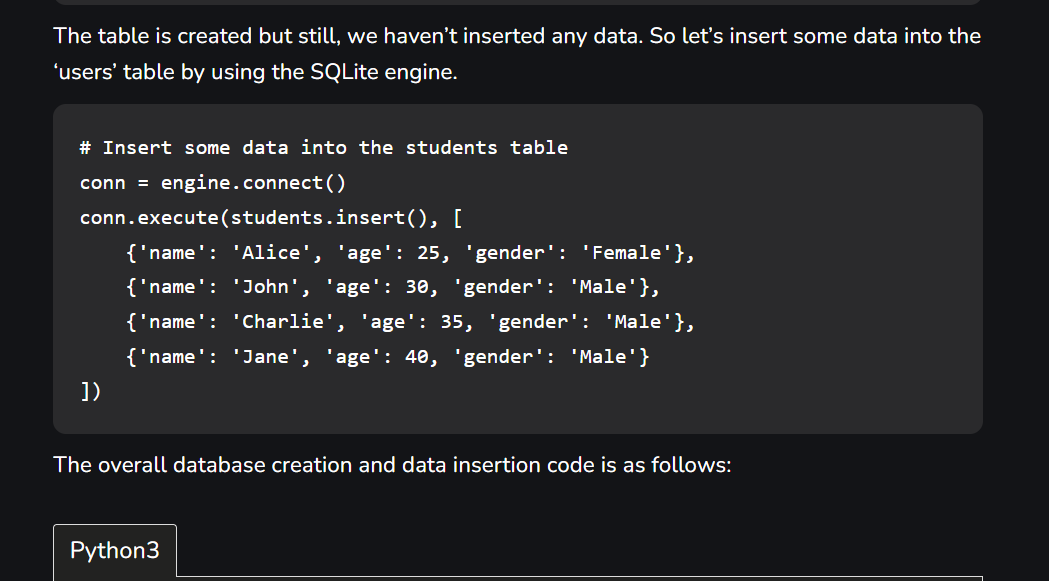 The table is created but still, we haven’t inserted any data. So let’s insert some data into the
‘users’ table by using the SQLite engine.
# Insert some data into the students table
conn = engine.connect()
conn.execute(students.insert(), [
    {'name': 'Alice', 'age': 25, 'gender': 'Female'},
    {'name': 'John', 'age': 30, 'gender': 'Male'},
    {'name': 'Charlie', 'age': 35, 'gender': 'Male'},
    {'name': 'Jane', 'age': 40, 'gender': 'Male'}
])
The overall database creation and data insertion code is as follows:
Python3